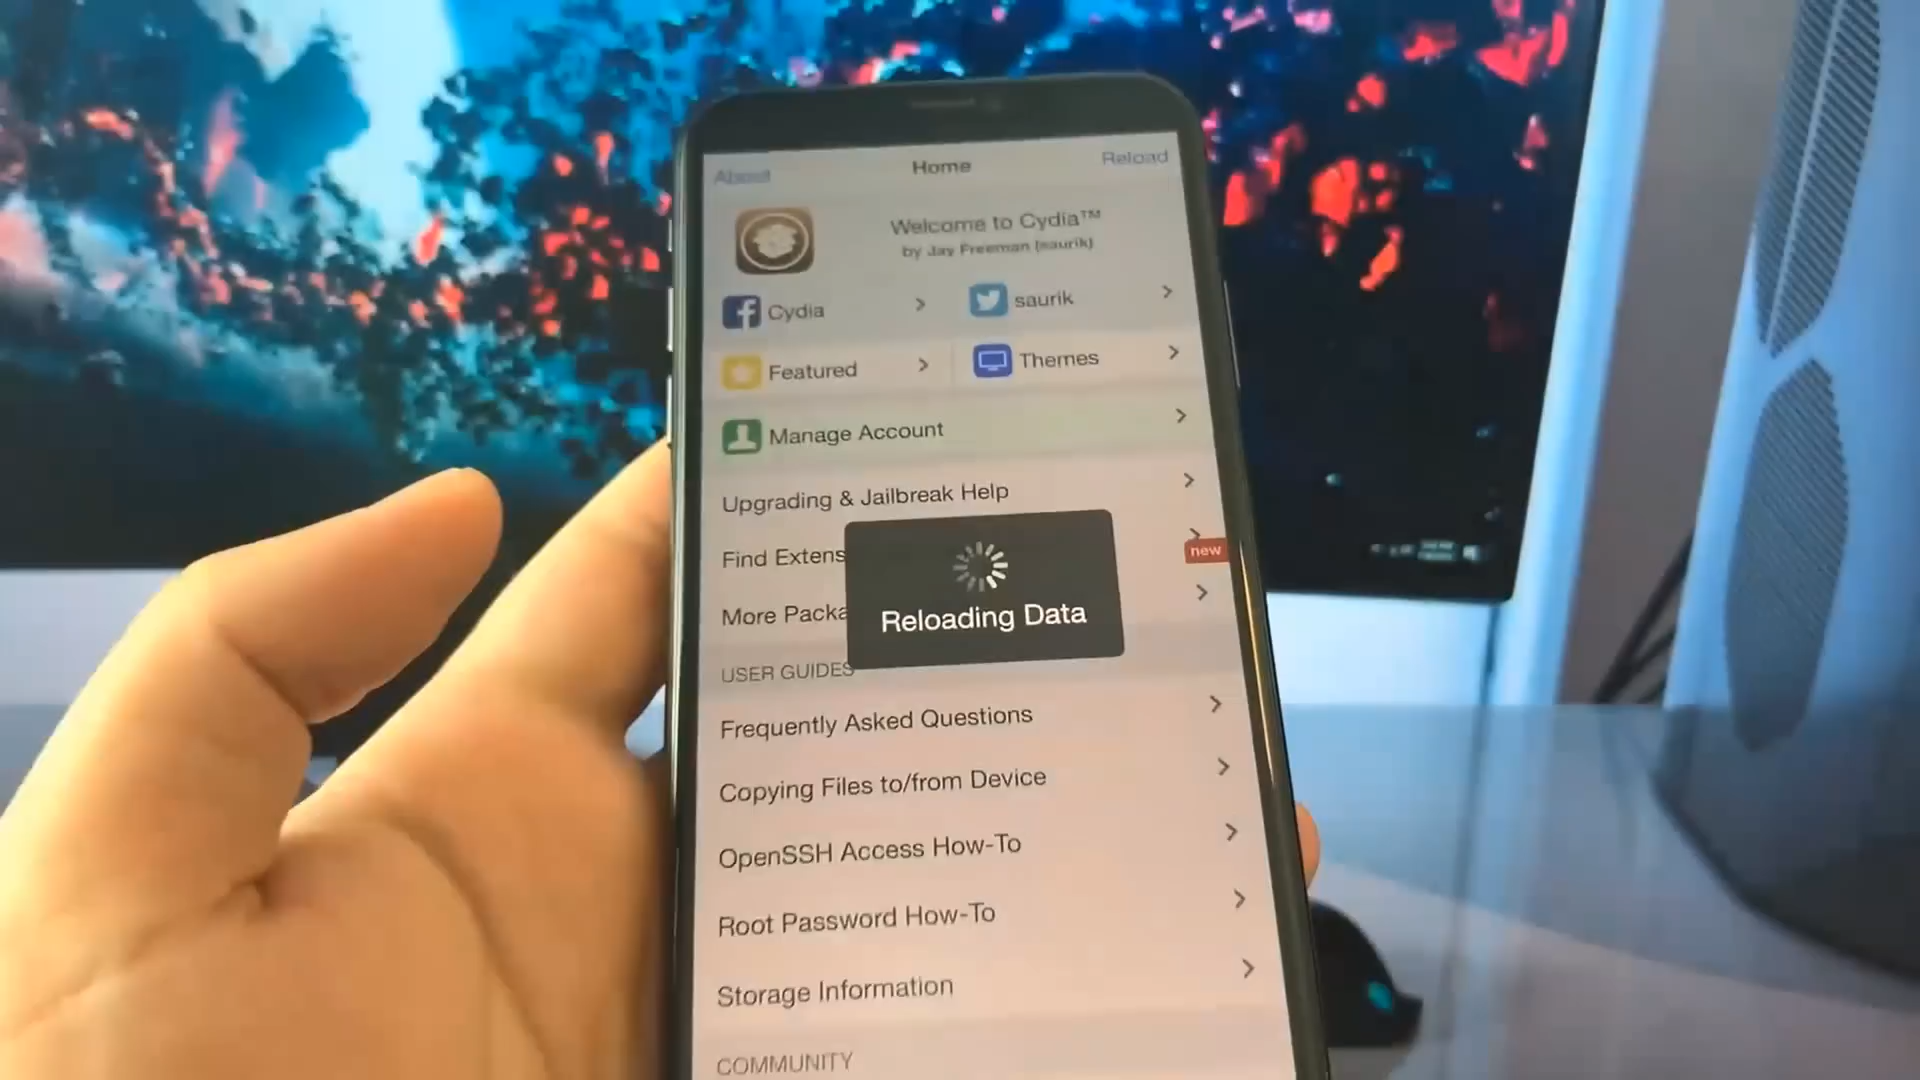 About Home Reload
Welcome to Cydia™
by Jay Freeman (saurik)
Cydia
saurik
Featured
Themes
Manage Account
Upgrading & Jailbreak Help
Find Extens
new
More Packa
Reloading Data
USER GUIDES
Frequently Asked Questions
Copying Files to/from Device
OpenSSH Access How-To
Root Password How-To
Storage Information
COMMUNITY